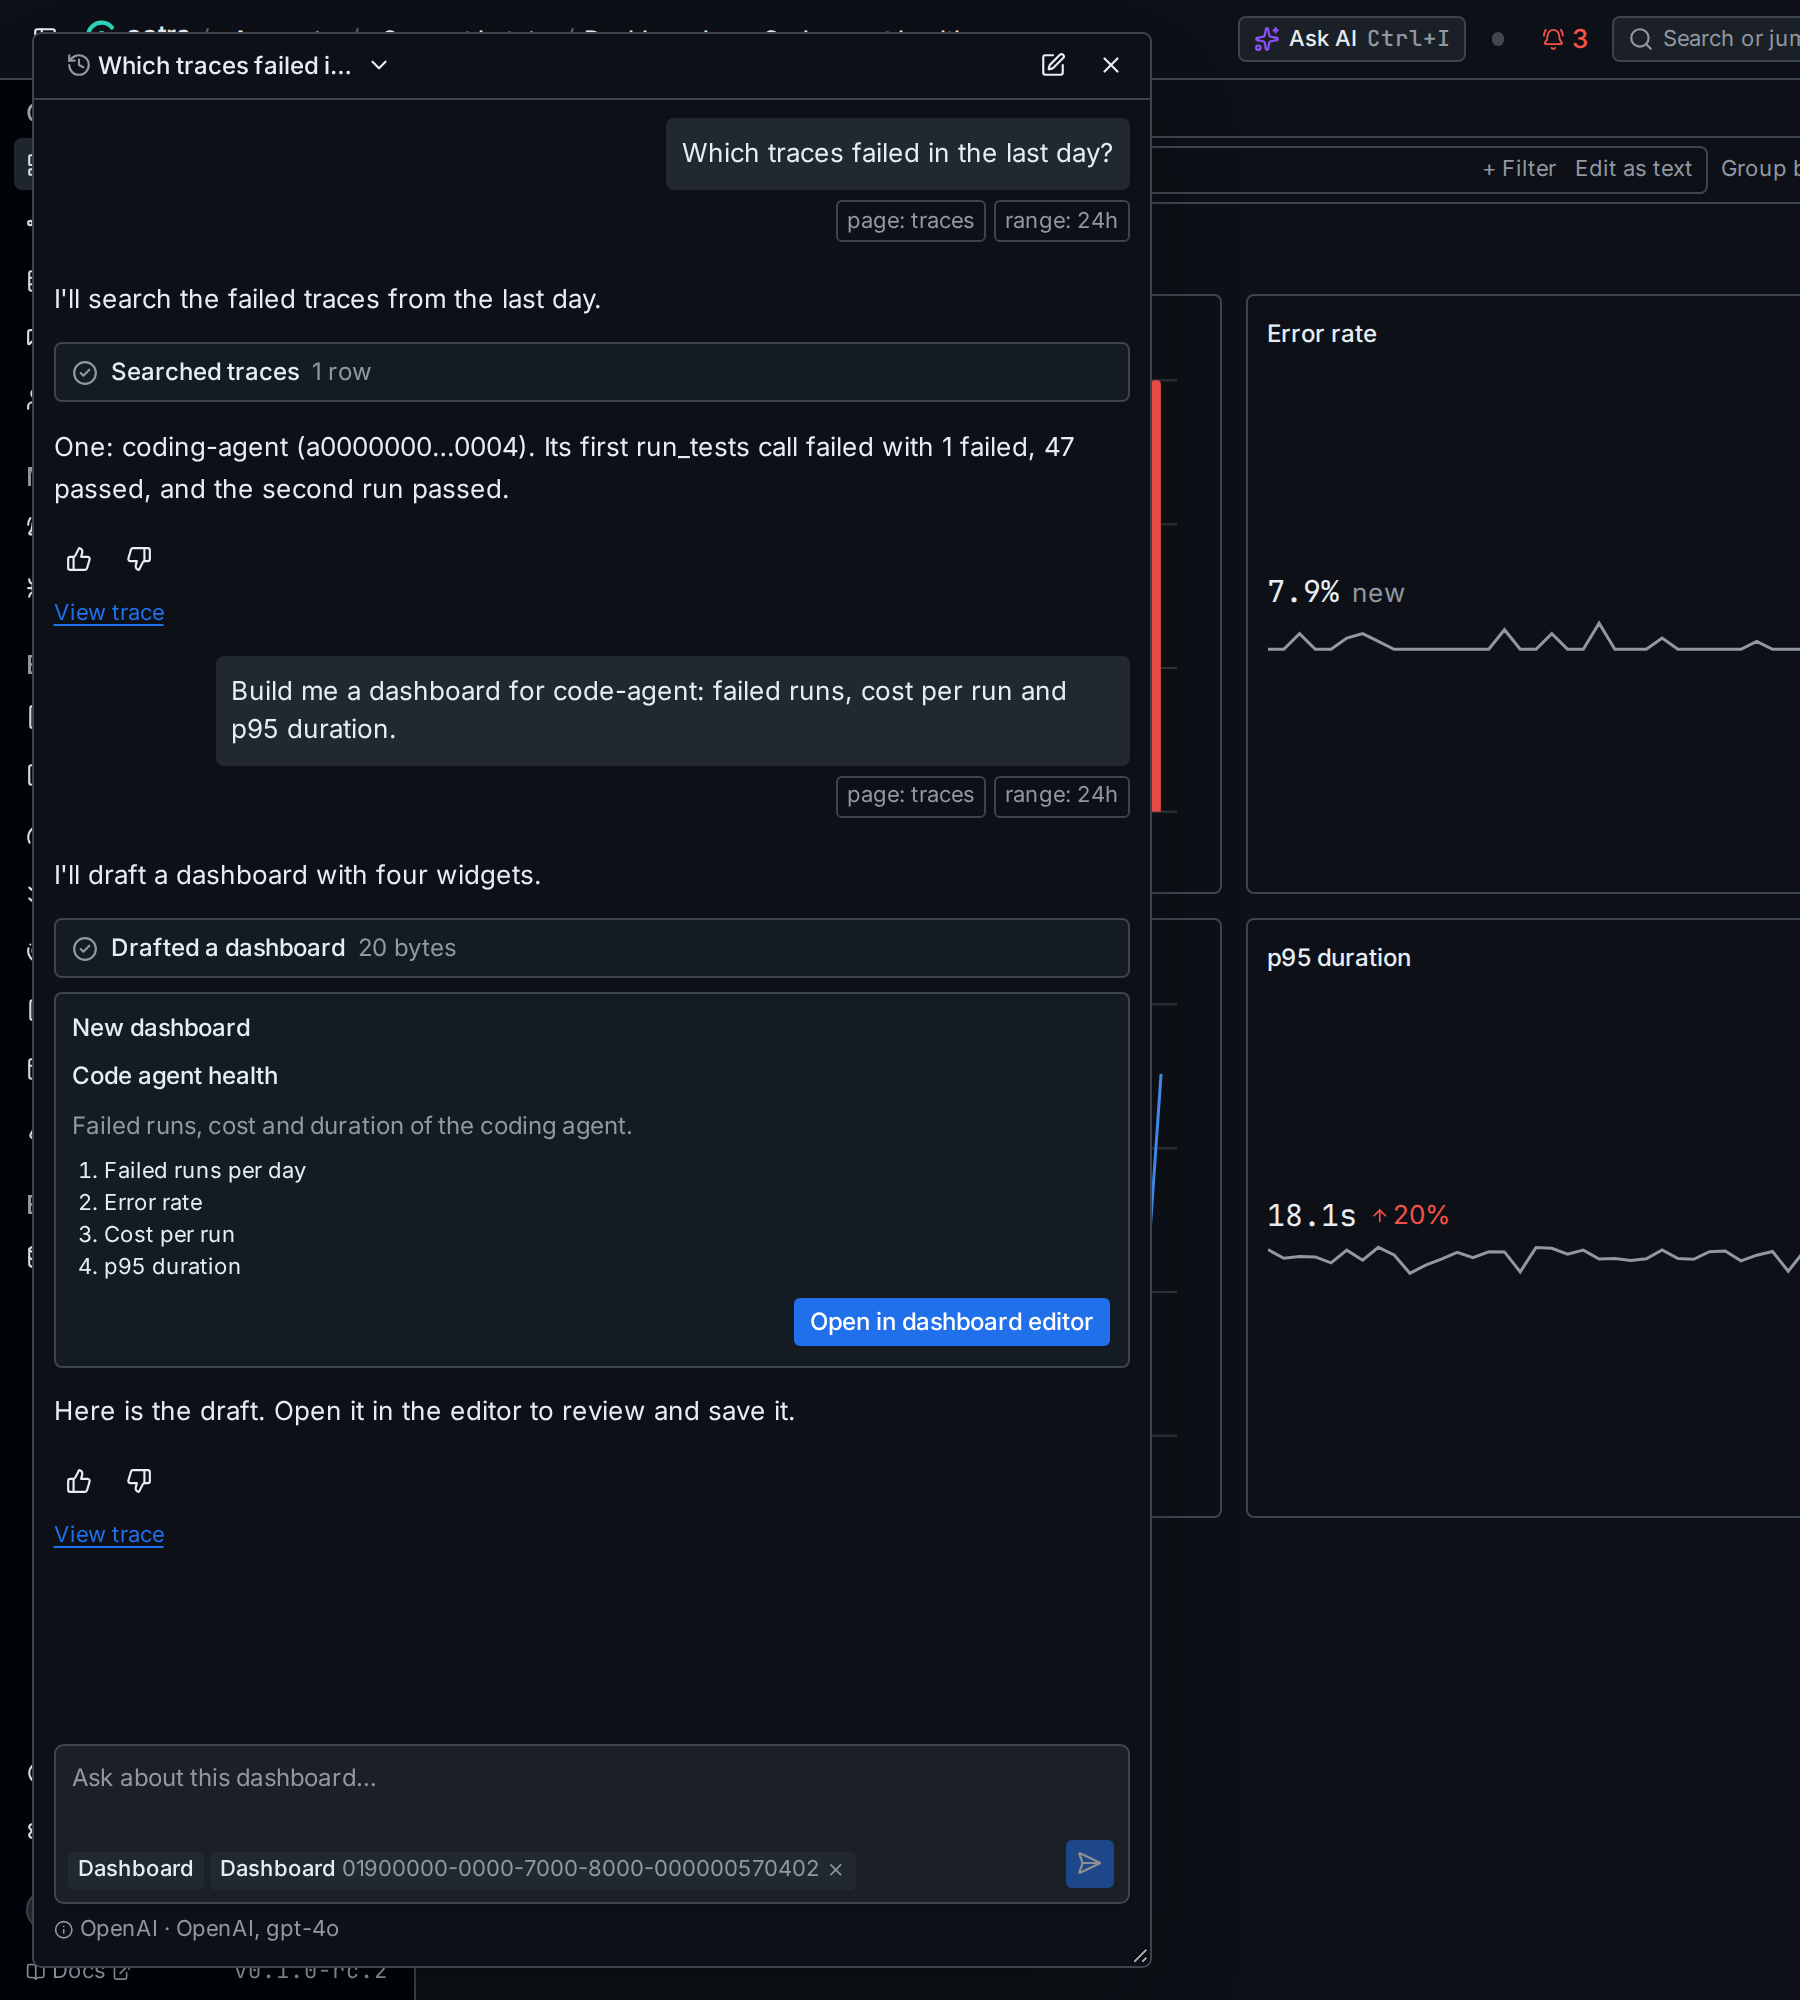 Which traces failed i...
Ask AI Ctrl+I
3
Search or jum
+ Filter Edit as text
Group b
Which traces failed in the last day?
page: traces range: 24h
I'll search the failed traces from the last day.
Searched traces 1 row
One: coding-agent (a0000000...0004). Its first run_tests call failed with 1 failed, 47
passed, and the second run passed.
View trace
Build me a dashboard for code-agent: failed runs, cost per run and
p95 duration.
page: traces range: 24h
I'll draft a dashboard with four widgets.
Drafted a dashboard 20 bytes
New dashboard
Code agent health
Failed runs, cost and duration of the coding agent.
1. Failed runs per day
2. Error rate
3. Cost per run
4. p95 duration
Open in dashboard editor
Here is the draft. Open it in the editor to review and save it.
View trace
Ask about this dashboard...
Dashboard
Dashboard 01900000-0000-7000-8000-000000570402
OpenAI · OpenAI, gpt-4o
Error rate
7.9% new
p95 duration
18.1s ↑ 20%
Docs
v0.1.0-rc.2